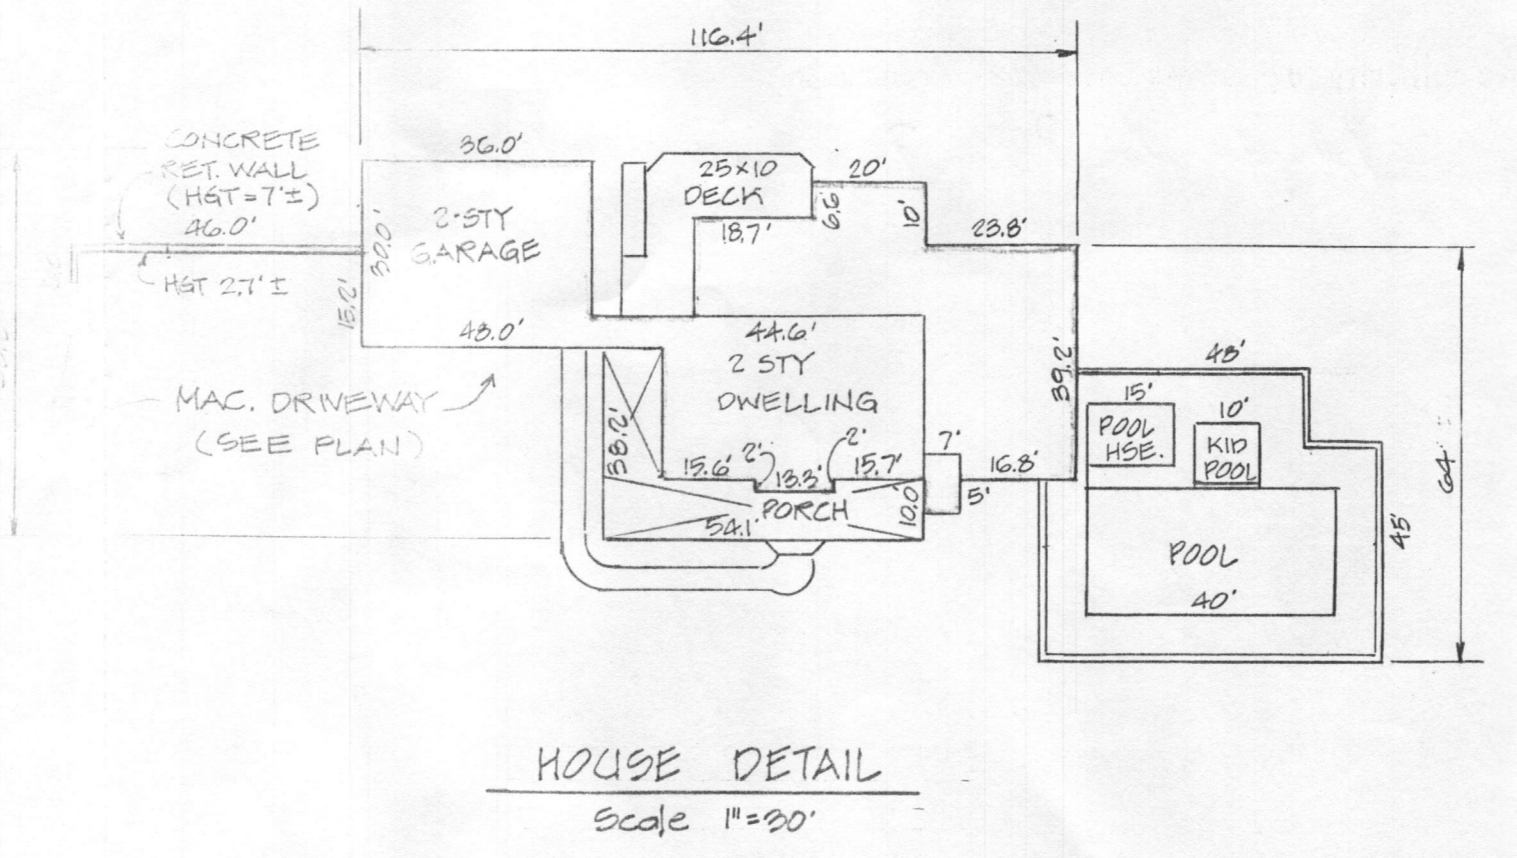 116.4'
CONCRETE
RET. WALL
(HGT = 7'±)
46.0'
HGT 2.7' ±
36.0'
30.0'
15.2'
2-STY
GARAGE
48.0'
25×10
DECK
18.7'
20'
6.6'
10'
23.8'
44.6'
2 STY
DWELLING
39.2'
MAC. DRIVEWAY
(SEE PLAN)
38.2'
15.6'
2'
13.3'
2'
15.7'
7'
16.8'
5'
10.0'
PORCH
54.1'
48'
15'
POOL
HSE.
10'
KID
POOL
64'
45'
POOL
40'
HOUSE DETAIL
Scale 1"=30'